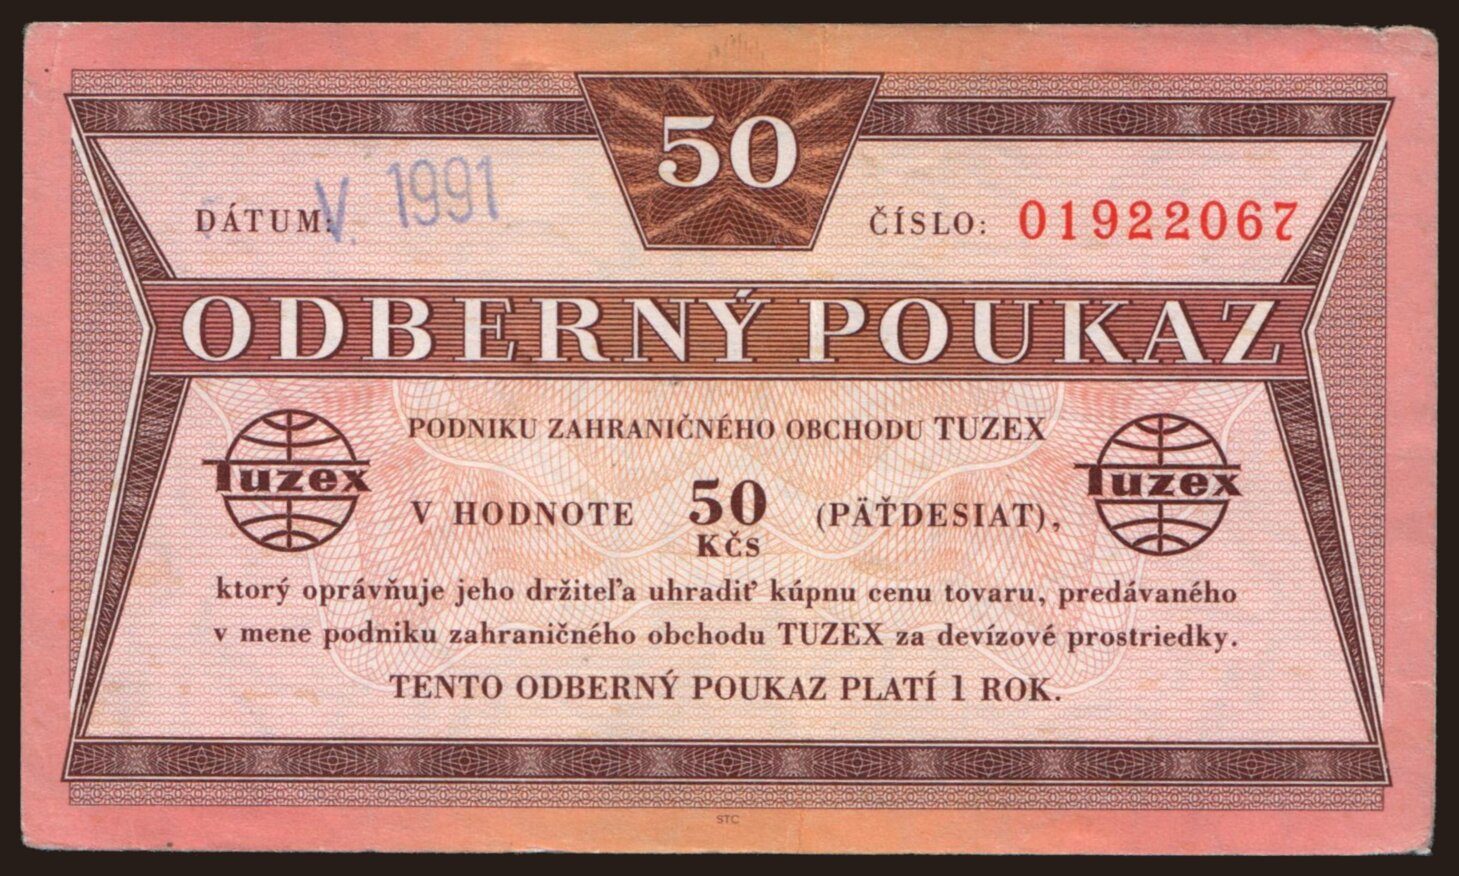 50
DÁTUM: V. 1991
ČÍSLO: 01922067
ODBERNÝ POUKAZ
PODNIKU ZAHRANIČNÉHO OBCHODU TUZEX
Tuzex
V HODNOTE 50 (PÄŤDESIAT),
Kčs
Tuzex
ktorý oprávňuje jeho držiteľa uhradiť kúpnu cenu tovaru, predávaného
v mene podniku zahraničného obchodu TUZEX za devízové prostriedky.
TENTO ODBERNÝ POUKAZ PLATÍ 1 ROK.
STC